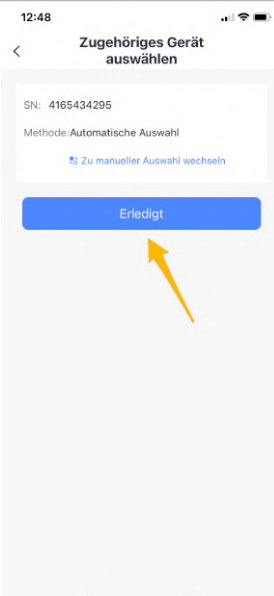 12:48
Zugehöriges Gerät
auswählen
SN: 4165434295
Methode:Automatische Auswahl
Zu manueller Auswahl wechseln
Erledigt